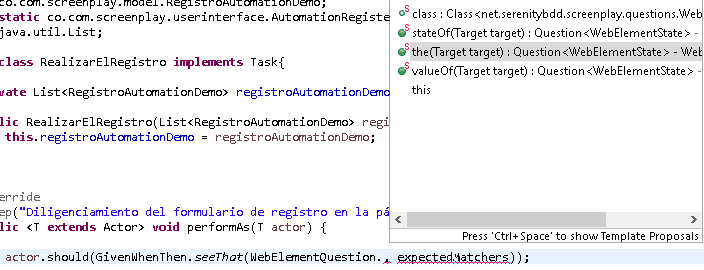 co.com.screenplay.model.RegistroAutomationDemo;
static co.com.screenplay.userinterface.AutomationRegiste
java.util.List;
class RealizarElRegistro implements Task{
vate List<RegistroAutomationDemo> registroAutomationDemo
lic RealizarElRegistro(List<RegistroAutomationDemo> regi
this.registroAutomationDemo = registroAutomationDemo;
erride
ep("Diligenciamiento del formulario de registro en la pá
lic <T extends Actor> void performAs(T actor) {
actor.should(GivenWhenThen.seeThat(WebElementQuestion., expectedMatchers));
class : Class<net.serenitybdd.screenplay.questions.Web
stateOf(Target target) : Question<WebElementState> -
the(Target target) : Question<WebElementState> - Web
valueOf(Target target) : Question<WebElementState> -
this
Press 'Ctrl+Space' to show Template Proposals